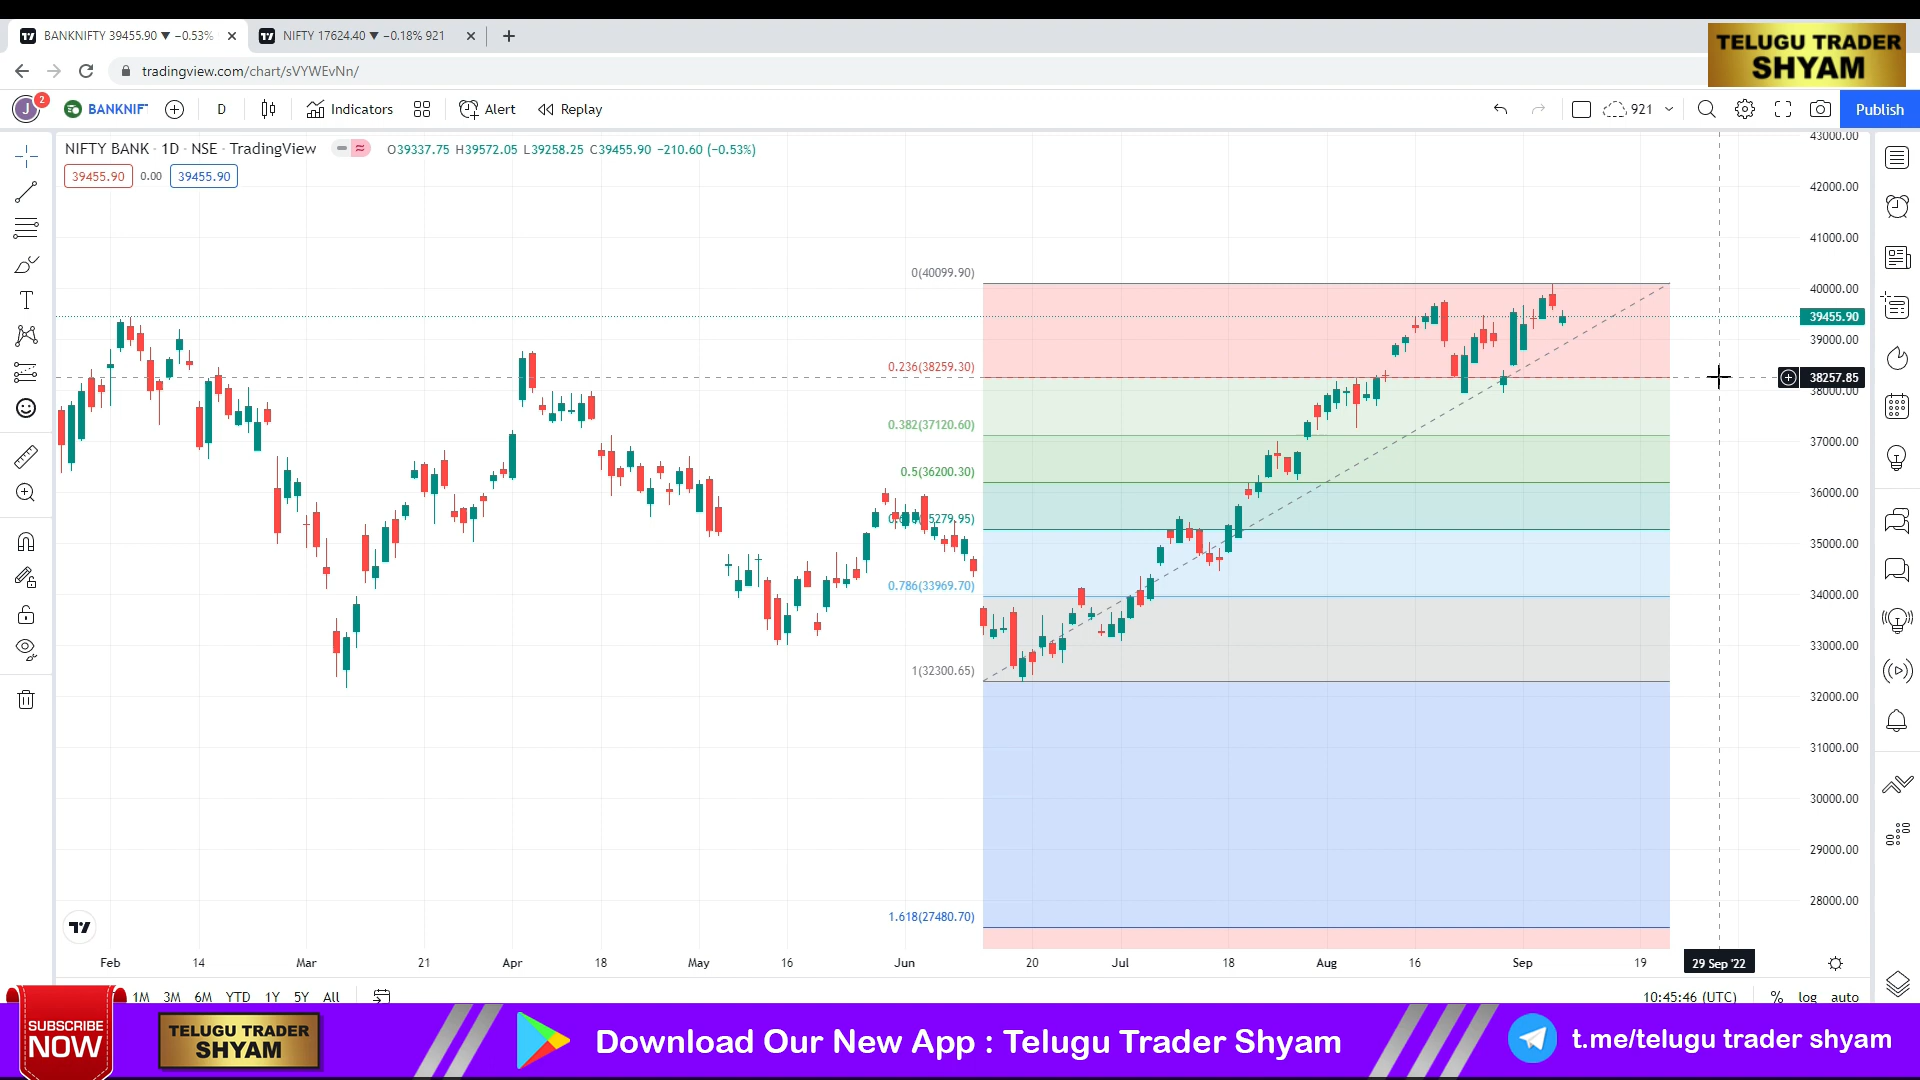 BANKNIFTY 39455.90 ▼ −0.53%
NIFTY 17624.40 ▼ −0.18% 921
TELUGU TRADER
SHYAM
tradingview.com/chart/sVYWEvNn/
J 2
BANKNIF
D
Indicators
Alert
Replay
921
Publish
NIFTY BANK · 1D · NSE · TradingView
O39337.75 H39572.05 L39258.25 C39455.90 −210.60 (−0.53%)
39455.90 0.00 39455.90
43000.00
42000.00
41000.00
0(40099.90)
40000.00
39455.90
39000.00
0.236(38259.30)
38257.85
38000.00
0.382(37120.60)
37000.00
0.5(36200.30)
36000.00
35000.00
0.786(33969.70)
34000.00
33000.00
1(32300.65)
32000.00
31000.00
30000.00
29000.00
28000.00
1.618(27480.70)
Feb 14 Mar 21 Apr 18 May 16 Jun 20 Jul 18 Aug 16 Sep 19 29 Sep '22
1M 3M 6M YTD 1Y 5Y All
10:45:46 (UTC) % log auto
SUBSCRIBE
NOW
TELUGU TRADER
SHYAM
Download Our New App : Telugu Trader Shyam
t.me/telugu trader shyam